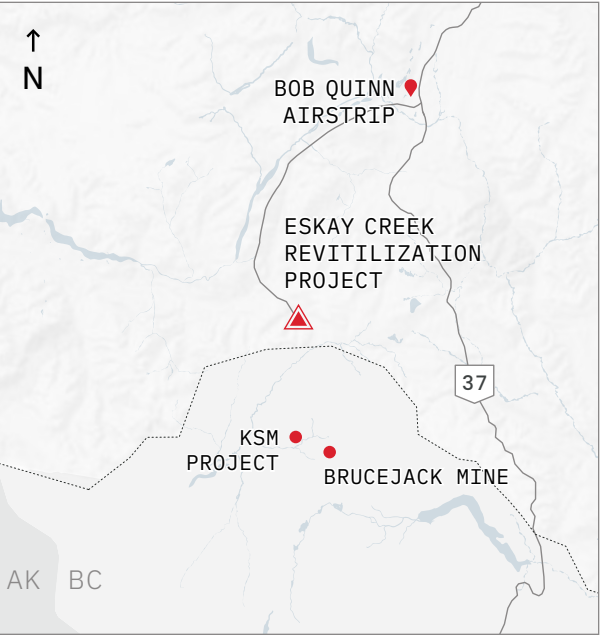 N
BOB QUINN
AIRSTRIP
ESKAY CREEK
REVITILIZATION
PROJECT
37
KSM
PROJECT
BRUCEJACK MINE
AK BC